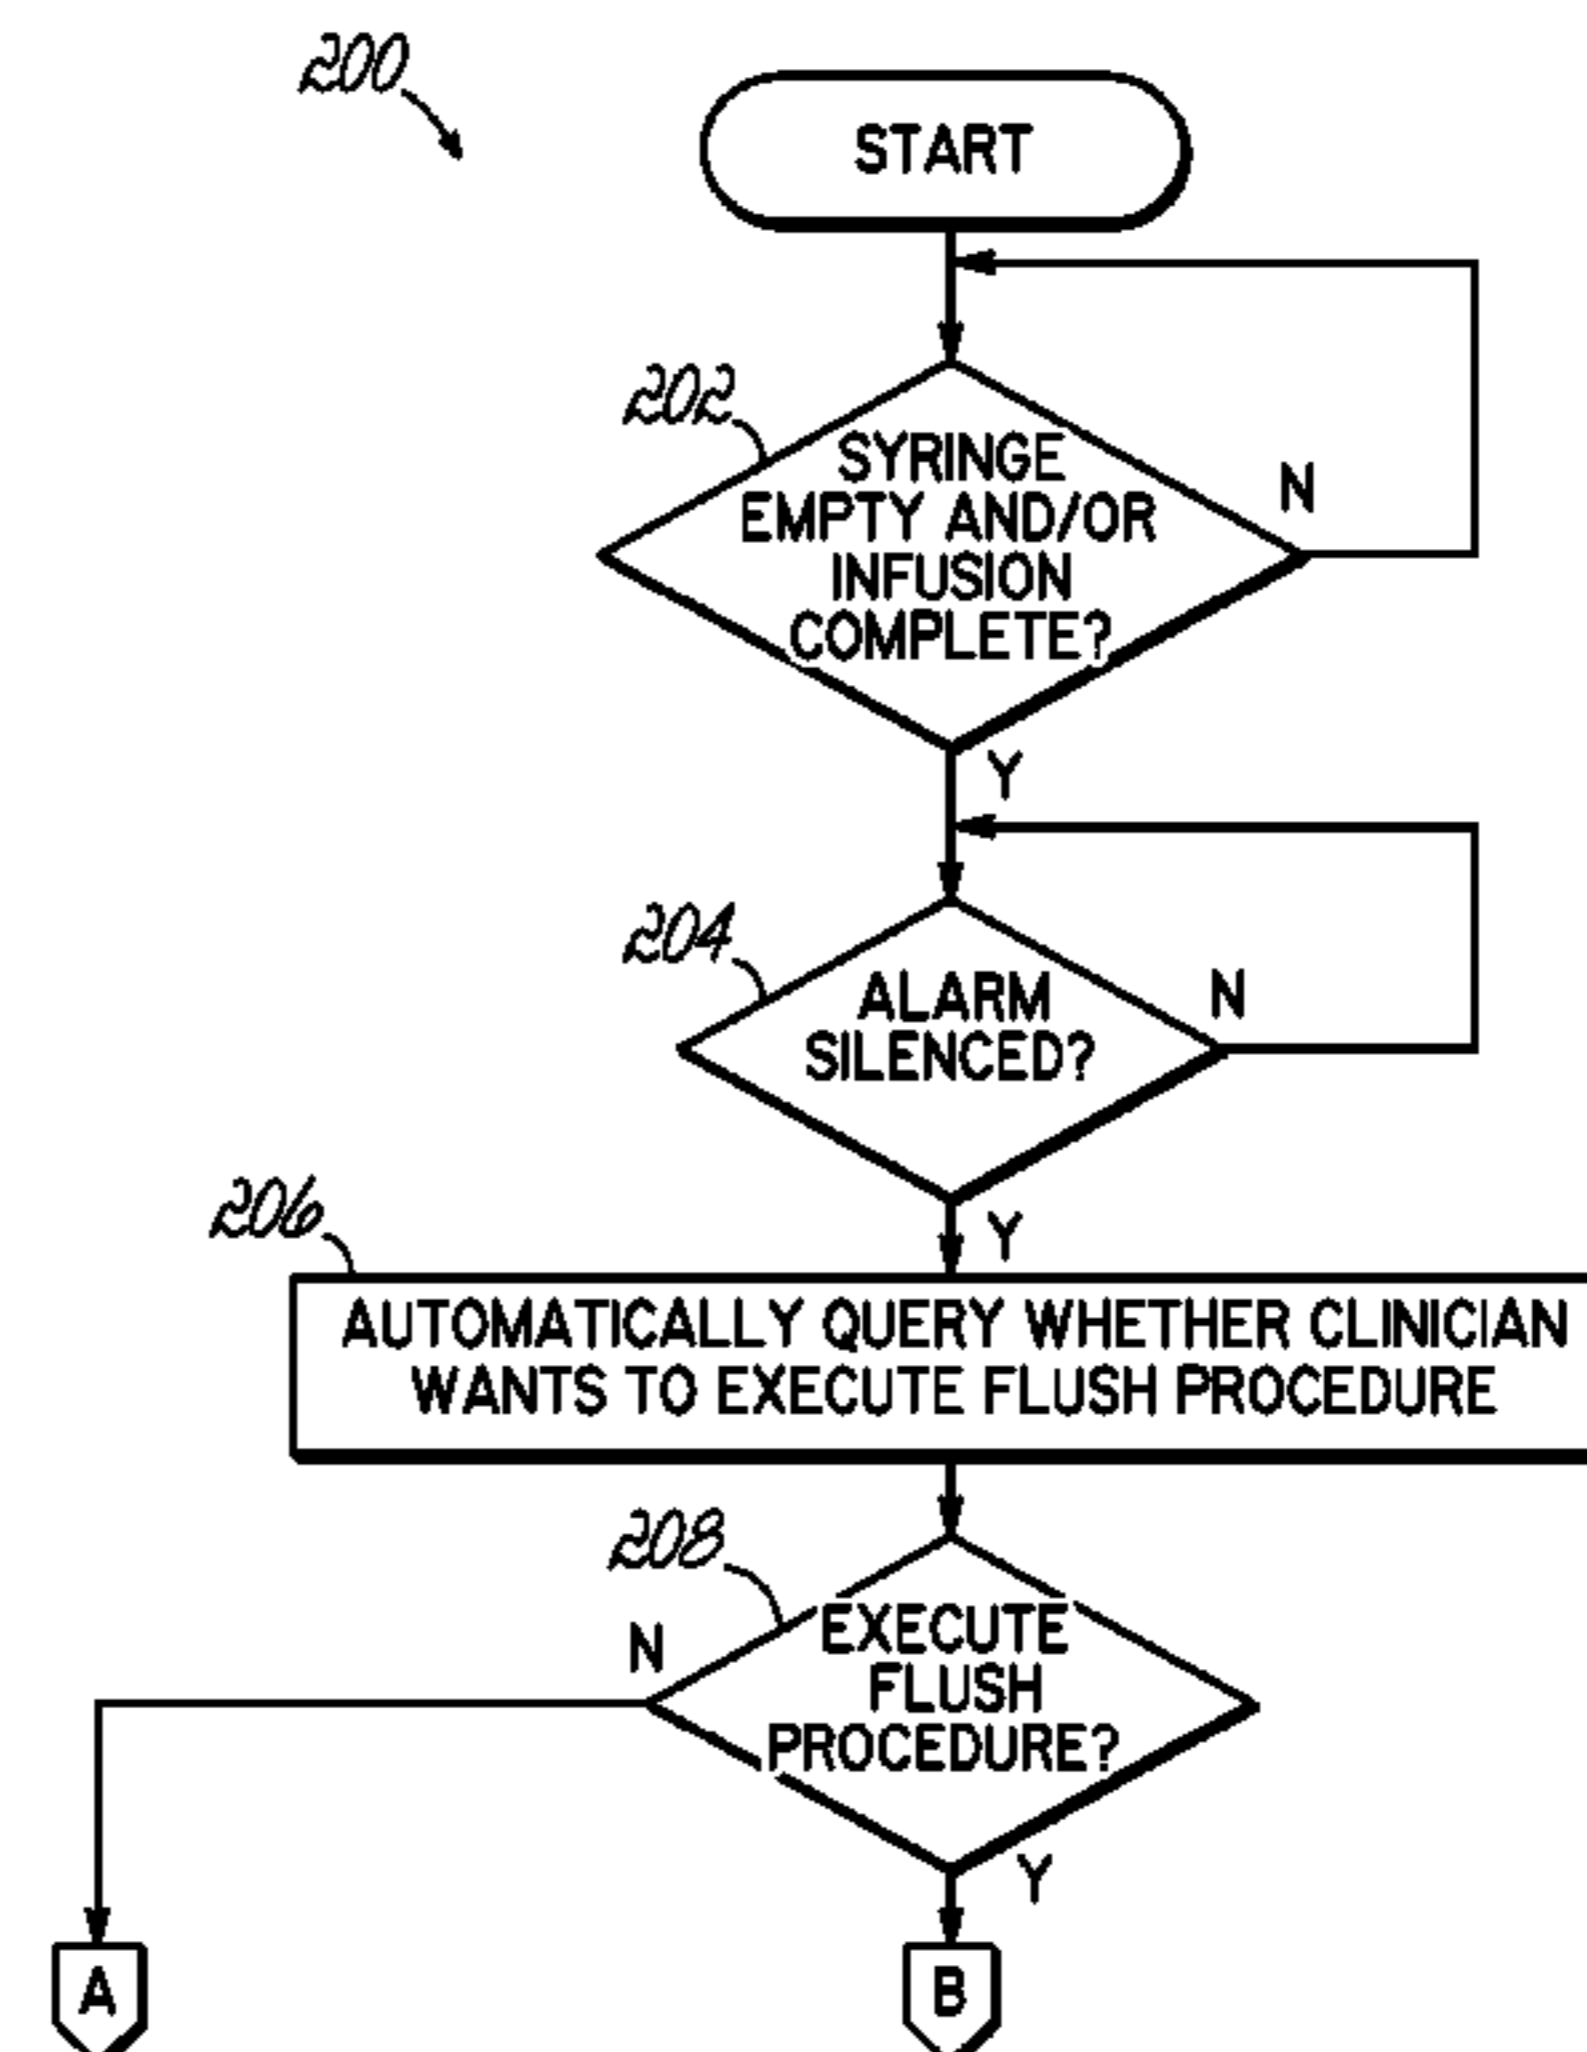 200
START
202
SYRINGE
EMPTY AND/OR
INFUSION
COMPLETE?
N
Y
204
ALARM
SILENCED?
N
Y
206
AUTOMATICALLY QUERY WHETHER CLINICIAN
WANTS TO EXECUTE FLUSH PROCEDURE
208
N
EXECUTE
FLUSH
PROCEDURE?
Y
A
B